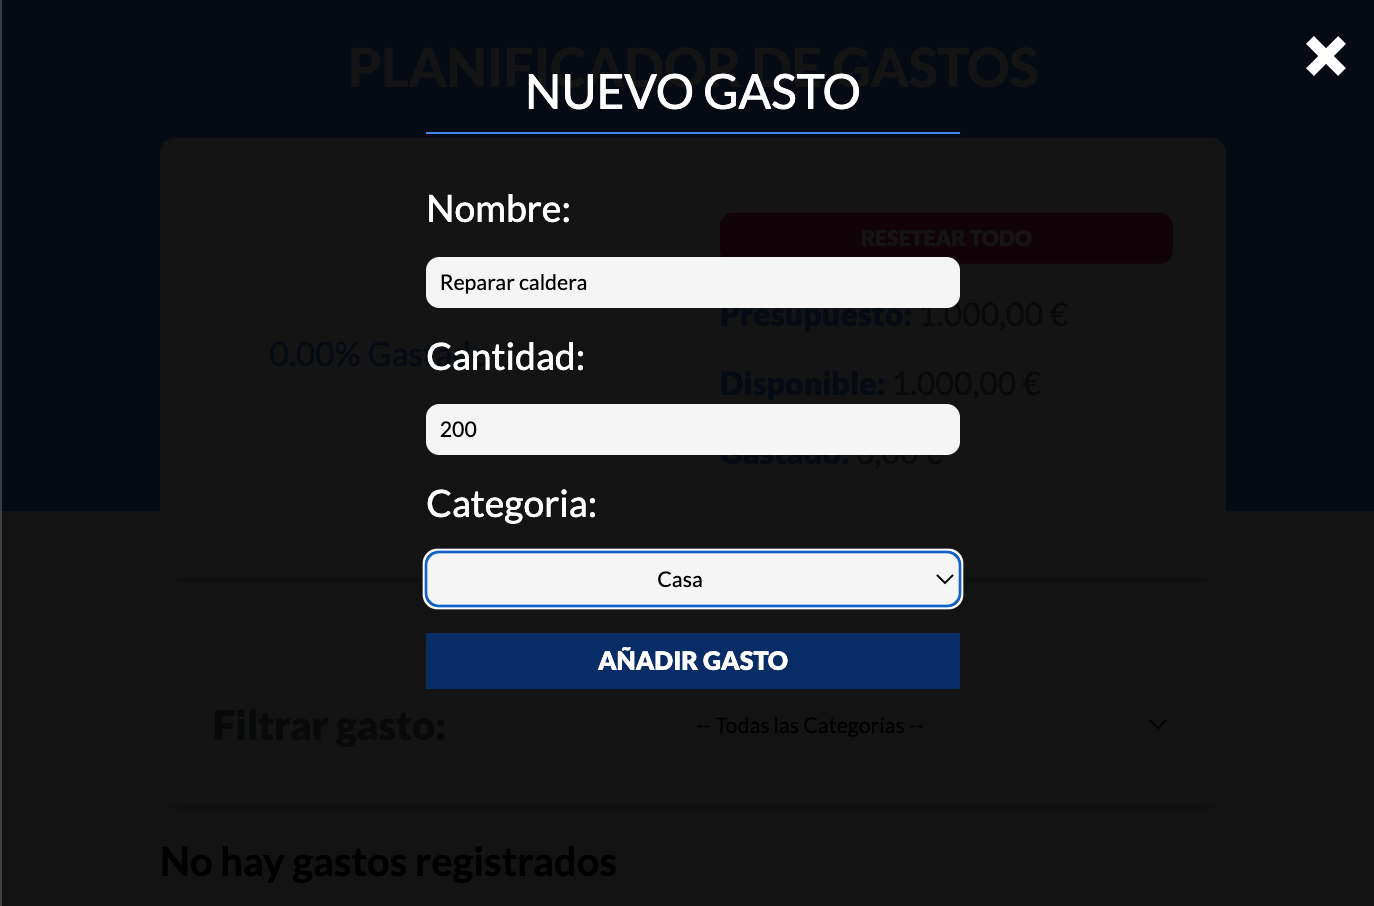 PLANIFICADOR DE GASTOS
NUEVO GASTO
Nombre:
RESETEAR TODO
Reparar caldera
Presupuesto: 1.000,00 €
0.00% Gastado
Cantidad:
Disponible: 1.000,00 €
200
Gastado: 0,00 €
Categoria:
Casa
AÑADIR GASTO
Filtrar gasto:
-- Todas las Categorías --
No hay gastos registrados